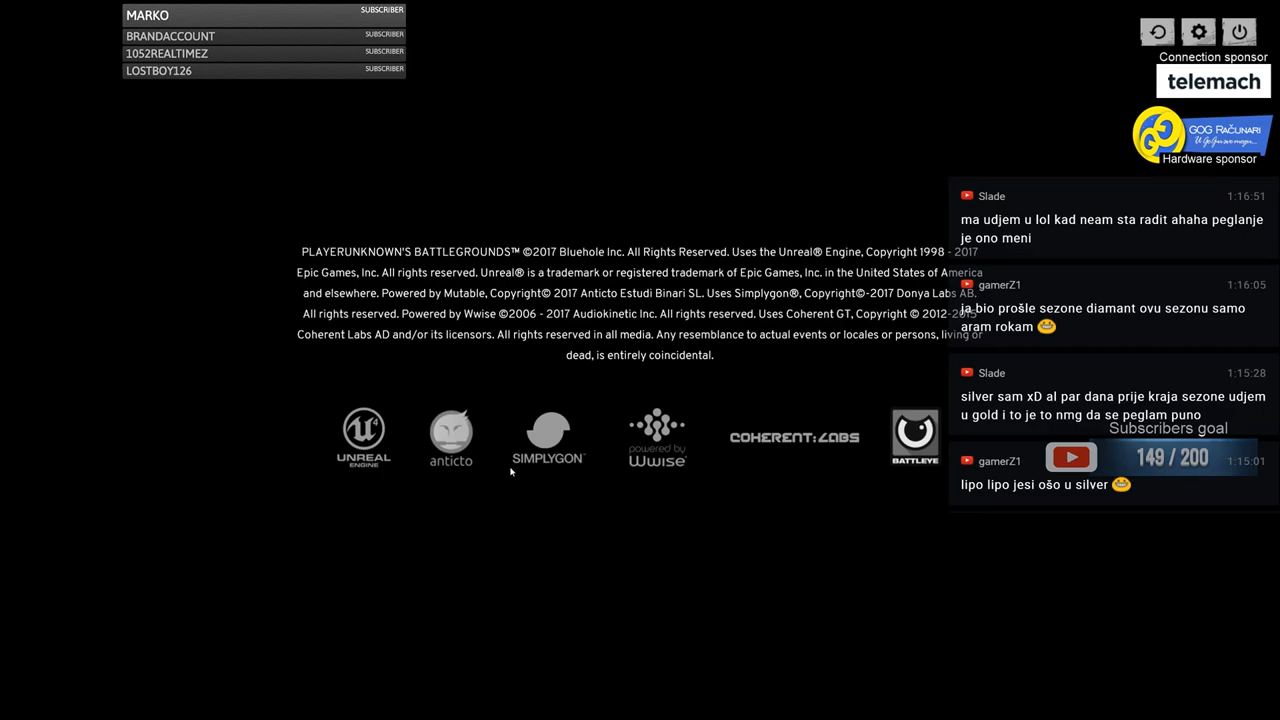 MARKO SUBSCRIBER
BRANDACCOUNT SUBSCRIBER
1052REALTIMEZ SUBSCRIBER
LOSTBOY126 SUBSCRIBER
Connection sponsor
telemach
GOG RAČUNARI
U GoGu sve mogu...
Hardware sponsor
PLAYERUNKNOWN'S BATTLEGROUNDS™ ©2017 Bluehole Inc. All Rights Reserved. Uses the Unreal® Engine, Copyright 1998 - 2017
Epic Games, Inc. All rights reserved. Unreal® is a trademark or registered trademark of Epic Games, Inc. in the United States of America
and elsewhere. Powered by Mutable, Copyright© 2017 Anticto Estudi Binari SL. Uses Simplygon®, Copyright©-2017 Donya Labs AB.
All rights reserved. Powered by Wwise ©2006 - 2017 Audiokinetic Inc. All rights reserved. Uses Coherent GT, Copyright © 2012-2015
Coherent Labs AD and/or its licensors. All rights reserved in all media. Any resemblance to actual events or locales or persons, living or
dead, is entirely coincidental.
UNREAL
ENGINE
anticto
SIMPLYGON
powered by
Wwise
COHERENT:LABS
BATTLEYE
Slade 1:16:51
ma udjem u lol kad neam sta radit ahaha peglanje
je ono meni
gamerZ1 1:16:05
ja bio prošle sezone diamant ovu sezonu samo
aram rokam
Slade 1:15:28
silver sam xD al par dana prije kraja sezone udjem
u gold i to je to nmg da se peglam puno
Subscribers goal
149 / 200
gamerZ1 1:15:01
lipo lipo jesi ošo u silver